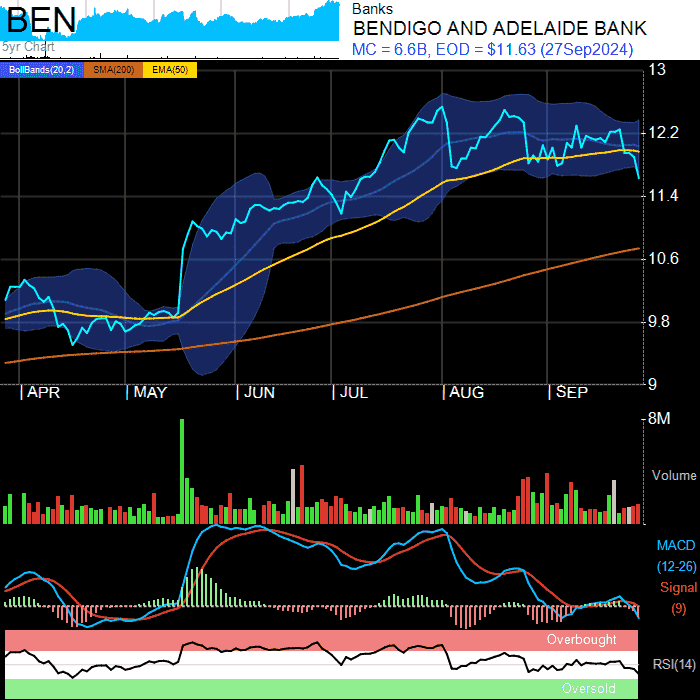 BEN
5yr Chart
Banks
BENDIGO AND ADELAIDE BANK
MC = 6.6B, EOD = $11.63 (27Sep2024)
BollBands(20,2) SMA(200) EMA(50)
13
12.2
11.4
10.6
9.8
9
APR MAY JUN JUL AUG SEP
8M
Volume
MACD
(12-26)
Signal
(9)
Overbought
RSI(14)
Oversold